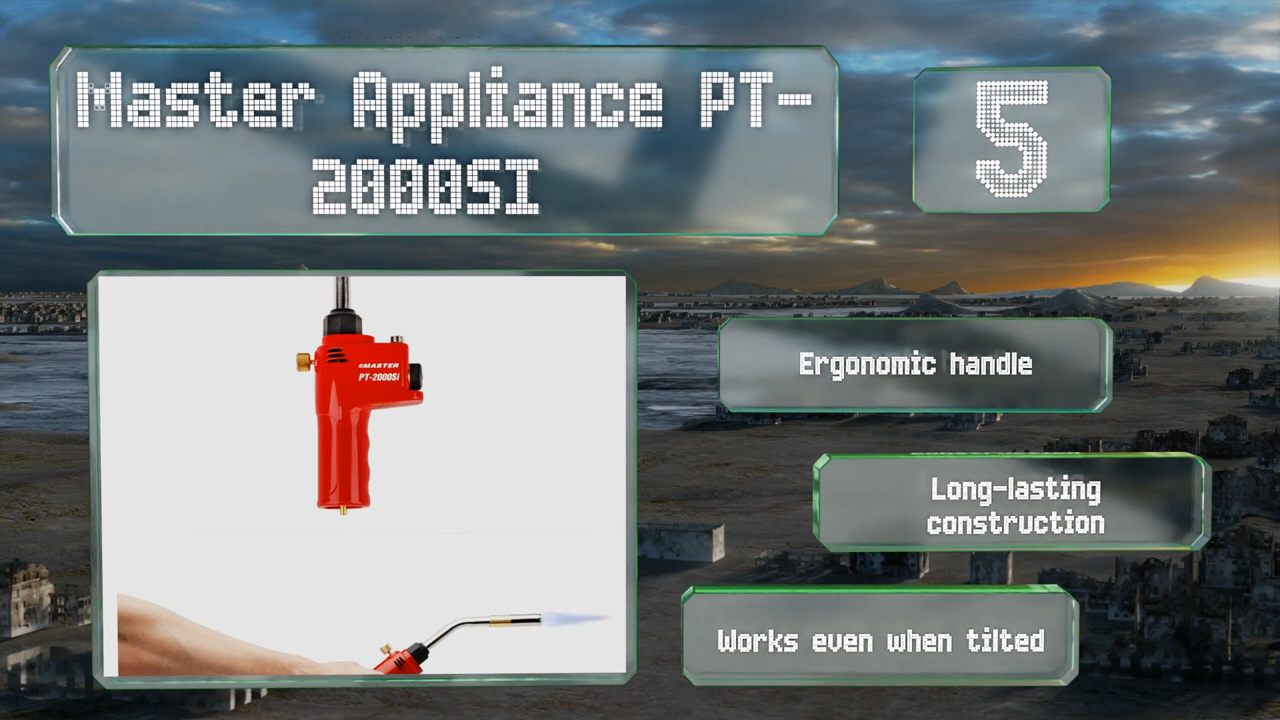 Master Appliance PT-
2000SI
5
MASTER
PT-2000Si
Ergonomic handle
Long-lasting
construction
Works even when tilted